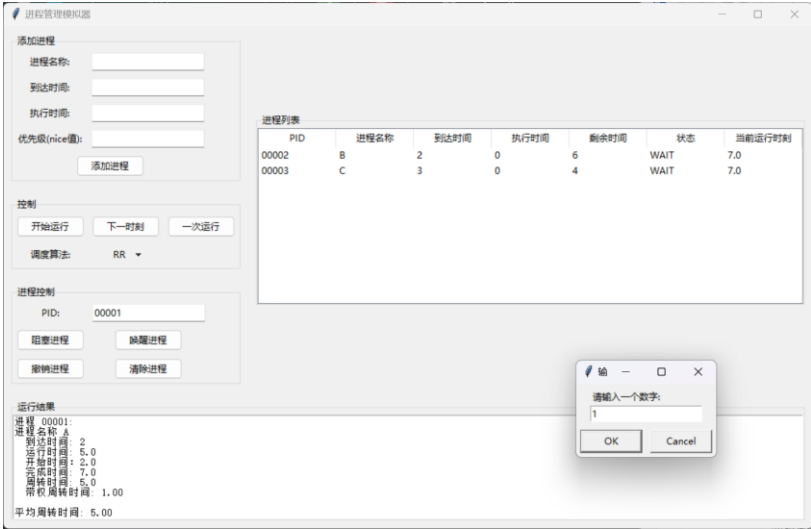 进程管理模拟器
添加进程
进程名称:
到达时间:
执行时间:
优先级(nice值):
添加进程
控制
开始运行 下一时刻 一次运行
调度算法: RR
进程控制
PID: 00001
阻塞进程 唤醒进程
撤销进程 清除进程
进程列表
PID 进程名称 到达时间 执行时间 剩余时间 状态 当前运行时刻
00002 B 2 0 6 WAIT 7.0
00003 C 3 0 4 WAIT 7.0
输
请输入一个数字:
1
OK Cancel
运行结果
进程 00001:
进程名称 A
到达时间: 2
运行时间: 5.0
开始时间: 2.0
完成时间: 7.0
周转时间: 5.0
带权周转时间: 1.00
平均周转时间: 5.00